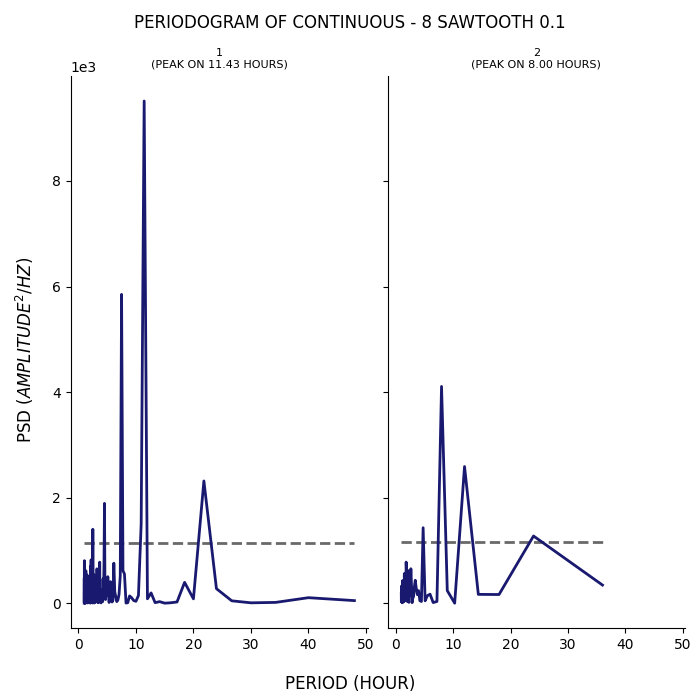 PERIODOGRAM OF CONTINUOUS - 8 SAWTOOTH 0.1
1
(PEAK ON 11.43 HOURS)
2
(PEAK ON 8.00 HOURS)
1e3
8
6
4
2
0
PSD (AMPLITUDE²/HZ)
0 10 20 30 40 50
0 10 20 30 40 50
PERIOD (HOUR)